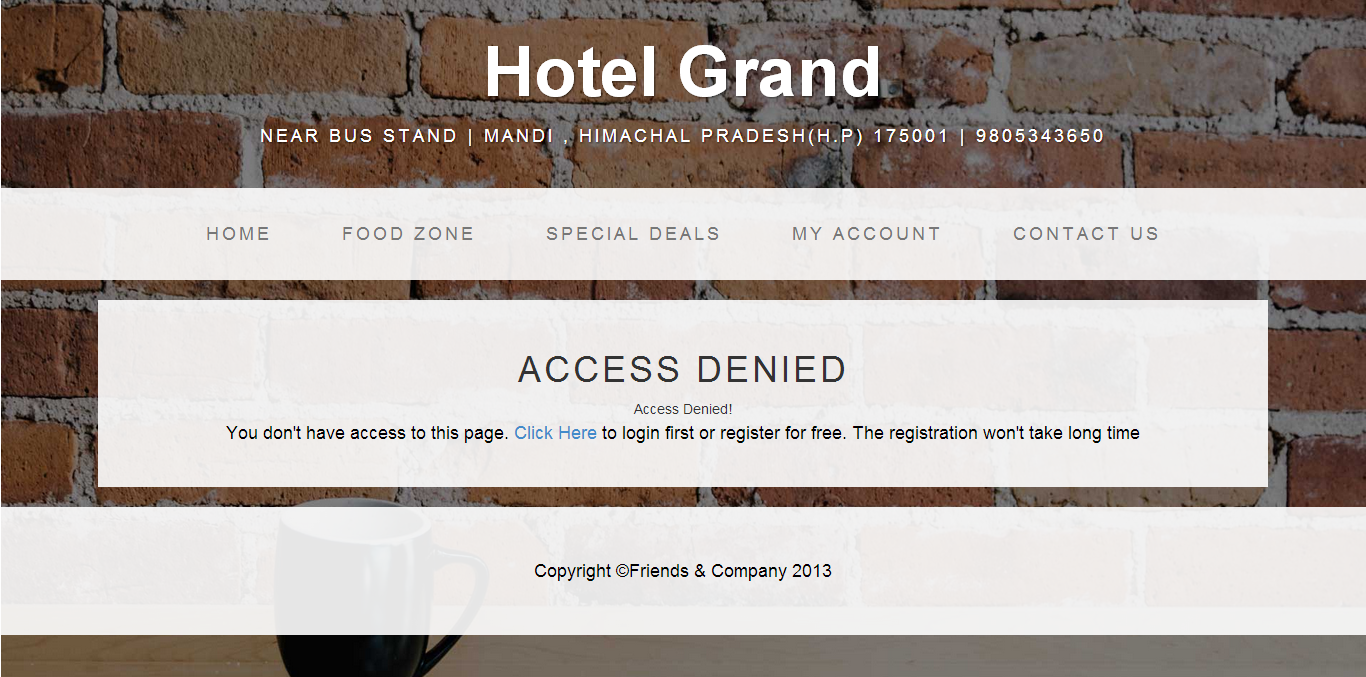 Hotel Grand
NEAR BUS STAND | MANDI , HIMACHAL PRADESH(H.P) 175001 | 9805343650
HOME FOOD ZONE SPECIAL DEALS MY ACCOUNT CONTACT US
ACCESS DENIED
Access Denied!
You don't have access to this page. Click Here to login first or register for free. The registration won't take long time
Copyright ©Friends & Company 2013